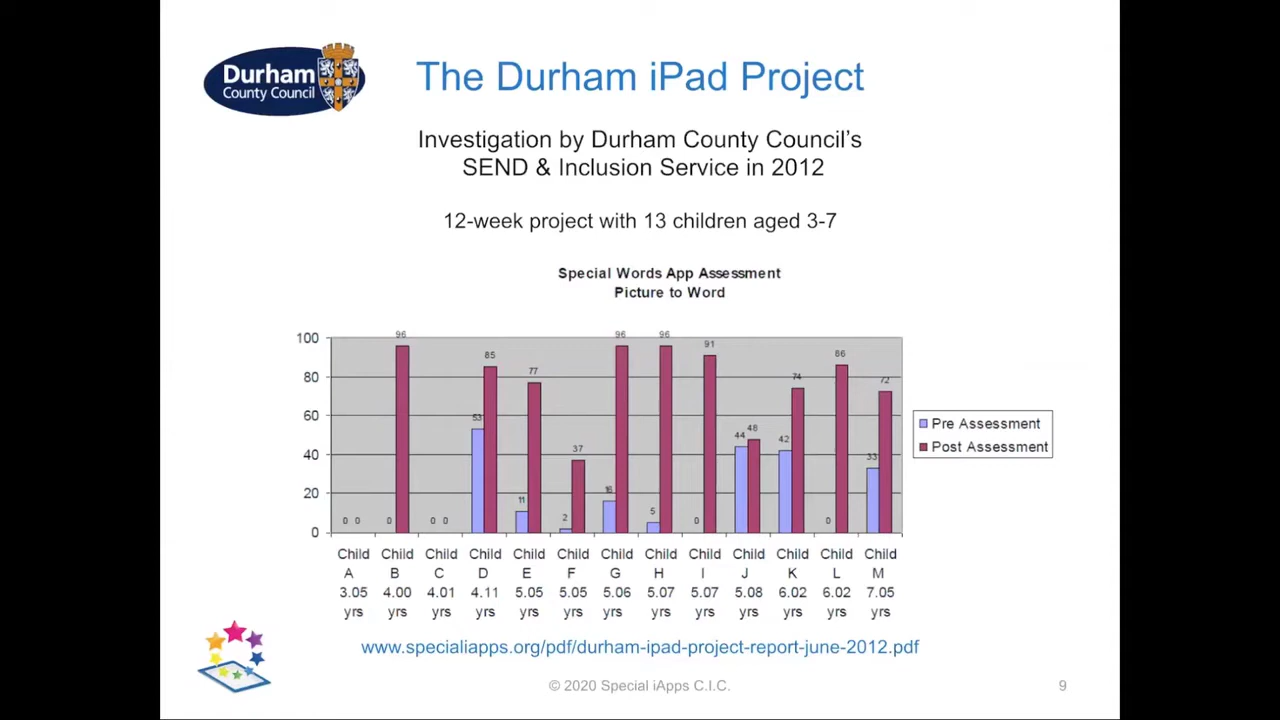 Durham
County Council
The Durham iPad Project
Investigation by Durham County Council's
SEND & Inclusion Service in 2012
12-week project with 13 children aged 3-7
Special Words App Assessment
Picture to Word
100
80
60
40
20
0
0 0
0 96
0 0
53 85
11 77
2 37
16 96
5 96
0 91
44 48
42 74
0 86
33 72
Child Child Child Child Child Child Child Child Child Child Child Child Child
A B C D E F G H I J K L M
3.05 4.00 4.01 4.11 5.05 5.05 5.06 5.07 5.07 5.08 6.02 6.02 7.05
yrs yrs yrs yrs yrs yrs yrs yrs yrs yrs yrs yrs yrs
Pre Assessment
Post Assessment
www.specialiapps.org/pdf/durham-ipad-project-report-june-2012.pdf
© 2020 Special iApps C.I.C.
9